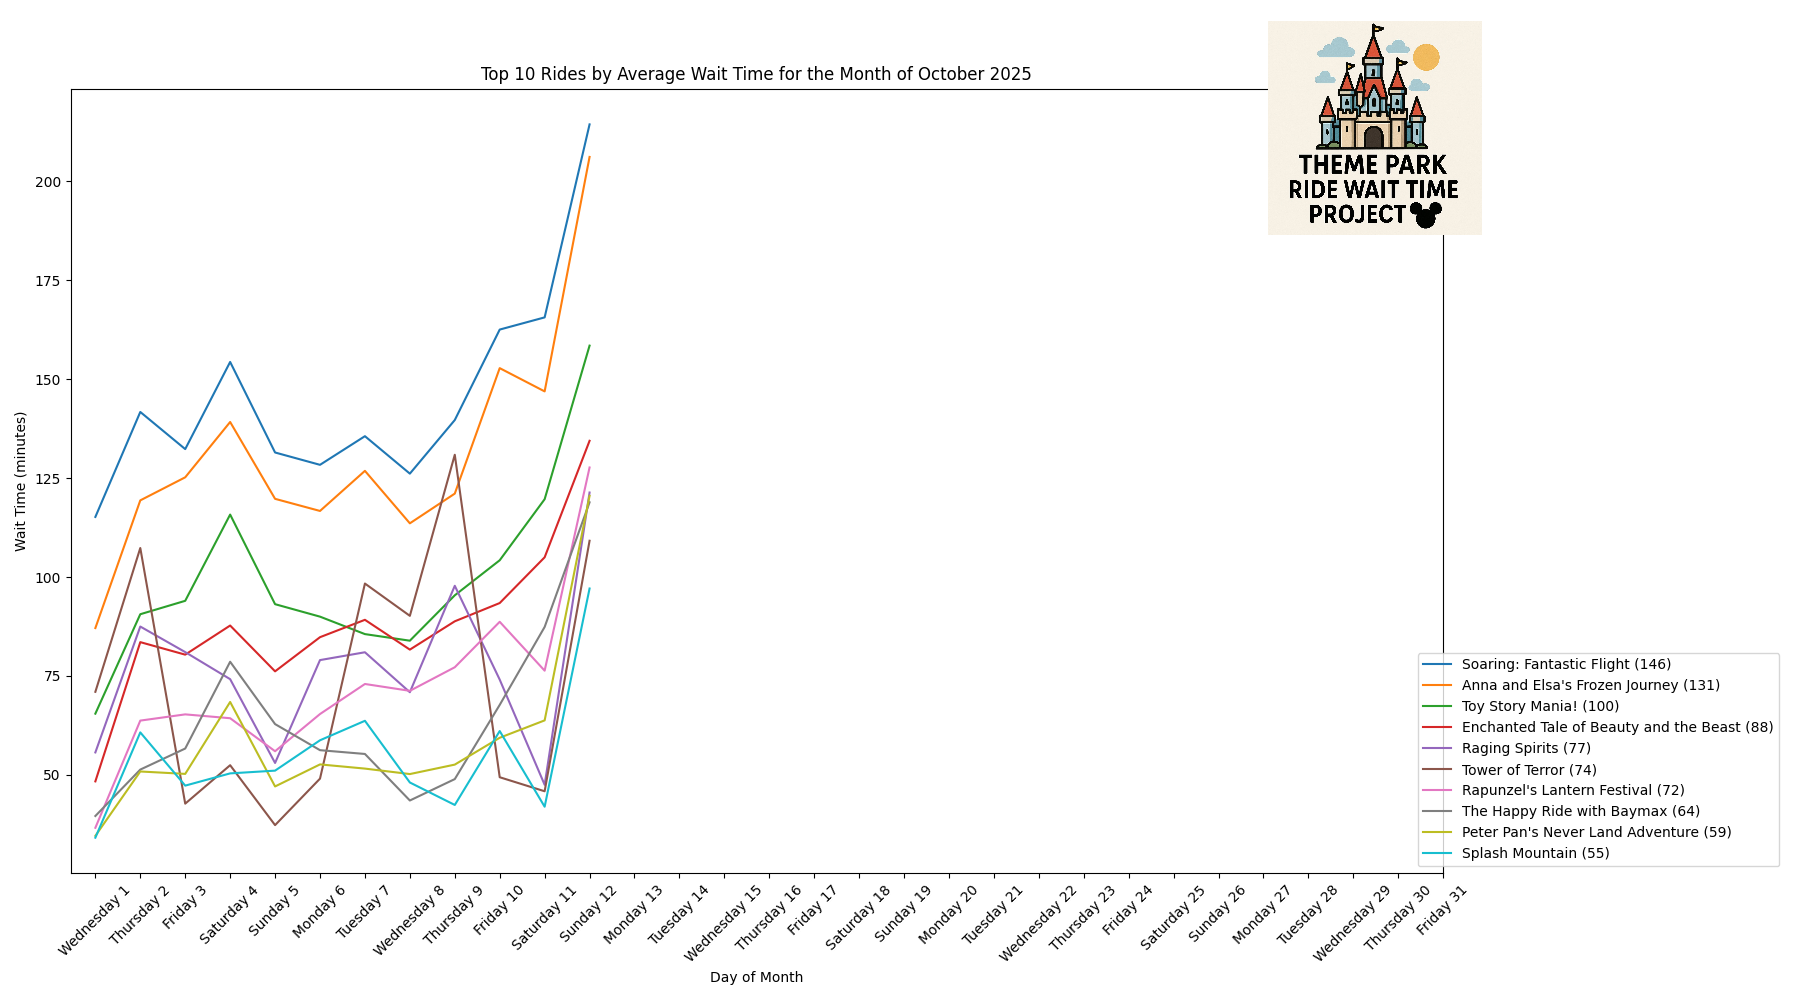 Top 10 Rides by Average Wait Time for the Month of October 2025
THEME PARK
RIDE WAIT TIME
PROJECT
Wait Time (minutes)
200
175
150
125
100
75
50
Soaring: Fantastic Flight (146)
Anna and Elsa's Frozen Journey (131)
Toy Story Mania! (100)
Enchanted Tale of Beauty and the Beast (88)
Raging Spirits (77)
Tower of Terror (74)
Rapunzel's Lantern Festival (72)
The Happy Ride with Baymax (64)
Peter Pan's Never Land Adventure (59)
Splash Mountain (55)
Wednesday 1
Thursday 2
Friday 3
Saturday 4
Sunday 5
Monday 6
Tuesday 7
Wednesday 8
Thursday 9
Friday 10
Saturday 11
Sunday 12
Monday 13
Tuesday 14
Wednesday 15
Thursday 16
Friday 17
Saturday 18
Sunday 19
Monday 20
Tuesday 21
Wednesday 22
Thursday 23
Friday 24
Saturday 25
Sunday 26
Monday 27
Tuesday 28
Wednesday 29
Thursday 30
Friday 31
Day of Month